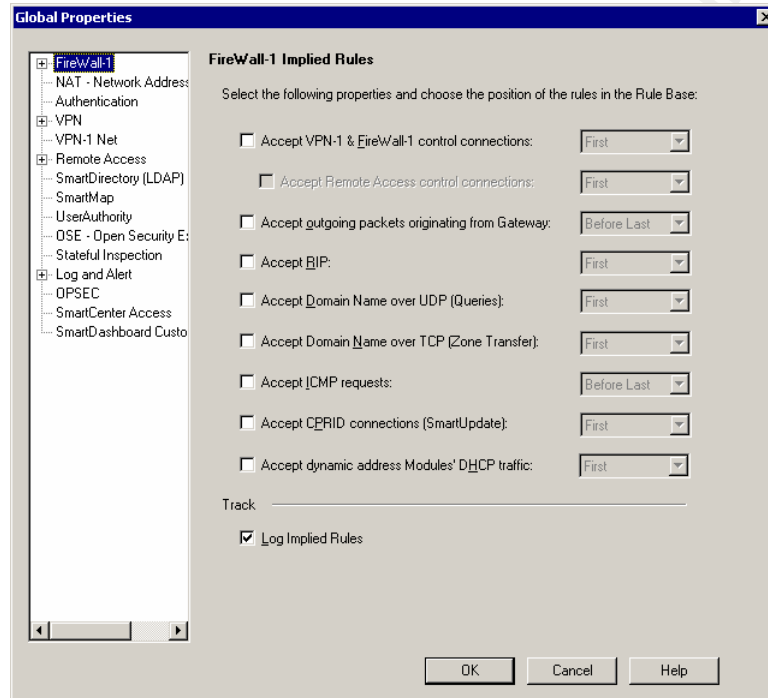 Global Properties
FireWall-1
NAT - Network Address
Authentication
VPN
VPN-1 Net
Remote Access
SmartDirectory (LDAP)
SmartMap
UserAuthority
OSE - Open Security E
Stateful Inspection
Log and Alert
OPSEC
SmartCenter Access
SmartDashboard Custo
FireWall-1 Implied Rules
Select the following properties and choose the position of the rules in the Rule Base:
Accept VPN-1 & FireWall-1 control connections: First
Accept Remote Access control connections: First
Accept outgoing packets originating from Gateway: Before Last
Accept RIP: First
Accept Domain Name over UDP (Queries): First
Accept Domain Name over TCP (Zone Transfer): First
Accept ICMP requests: Before Last
Accept CPRID connections (SmartUpdate): First
Accept dynamic address Modules' DHCP traffic: First
Track
Log Implied Rules
OK Cancel Help